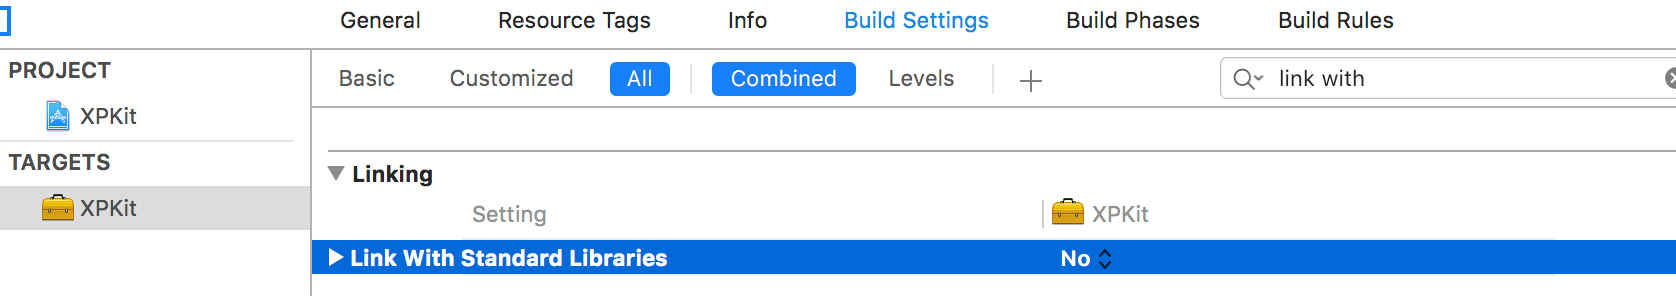 General Resource Tags Info Build Settings Build Phases Build Rules
PROJECT
Basic Customized All Combined Levels + link with
XPKit
TARGETS
Linking
XPKit
Setting XPKit
Link With Standard Libraries No